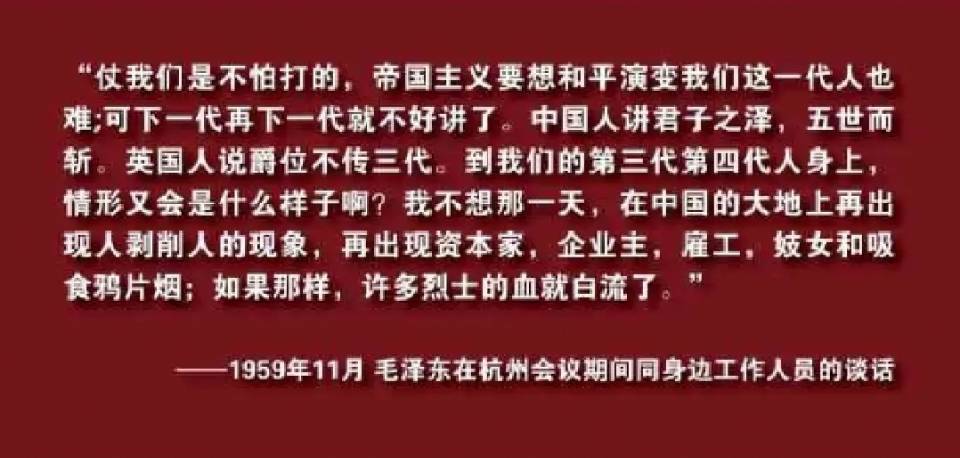 “仗我们是不怕打的，帝国主义要想和平演变我们这一代人也
难;可下一代再下一代就不好讲了。中国人讲君子之泽，五世而
斩。英国人说爵位不传三代。到我们的第三代第四代人身上，
情形又会是什么样子啊？我不想那一天，在中国的大地上再出
现人剥削人的现象，再出现资本家，企业主，雇工，妓女和吸
食鸦片烟；如果那样，许多烈士的血就白流了。”
——1959年11月 毛泽东在杭州会议期间同身边工作人员的谈话